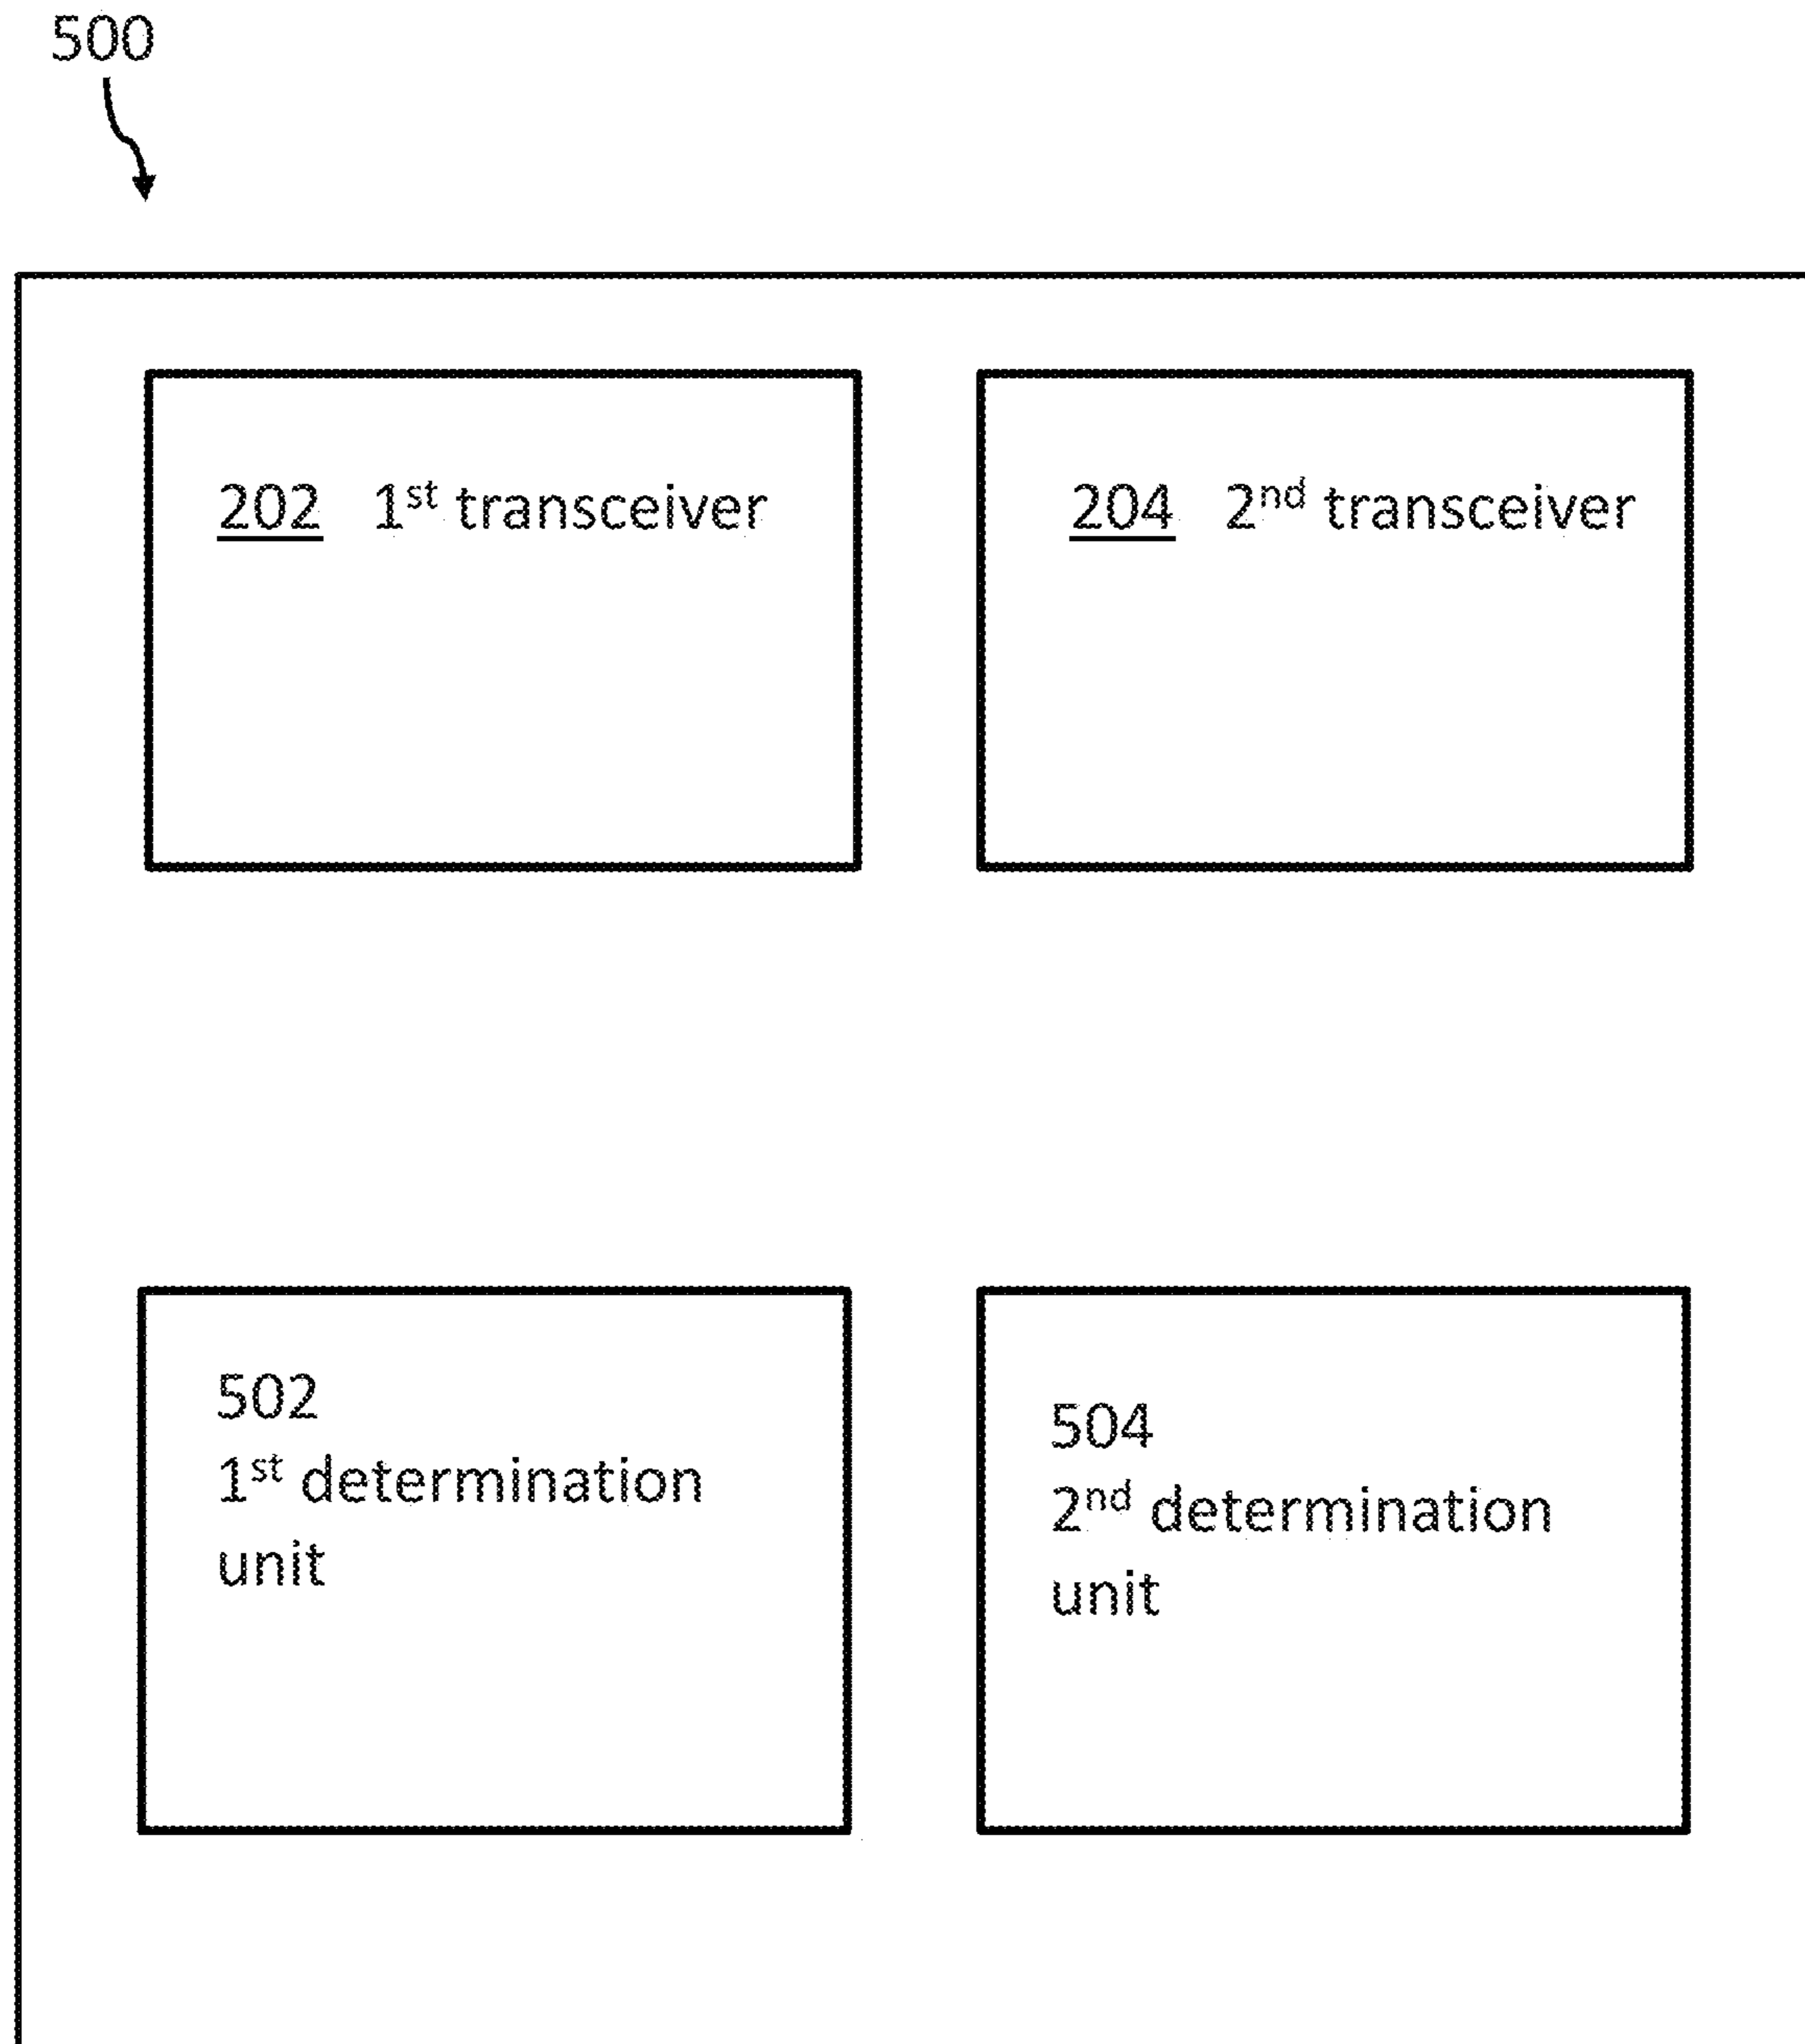 500
202 1st transceiver
204 2nd transceiver
502
1st determination
unit
504
2nd determination
unit